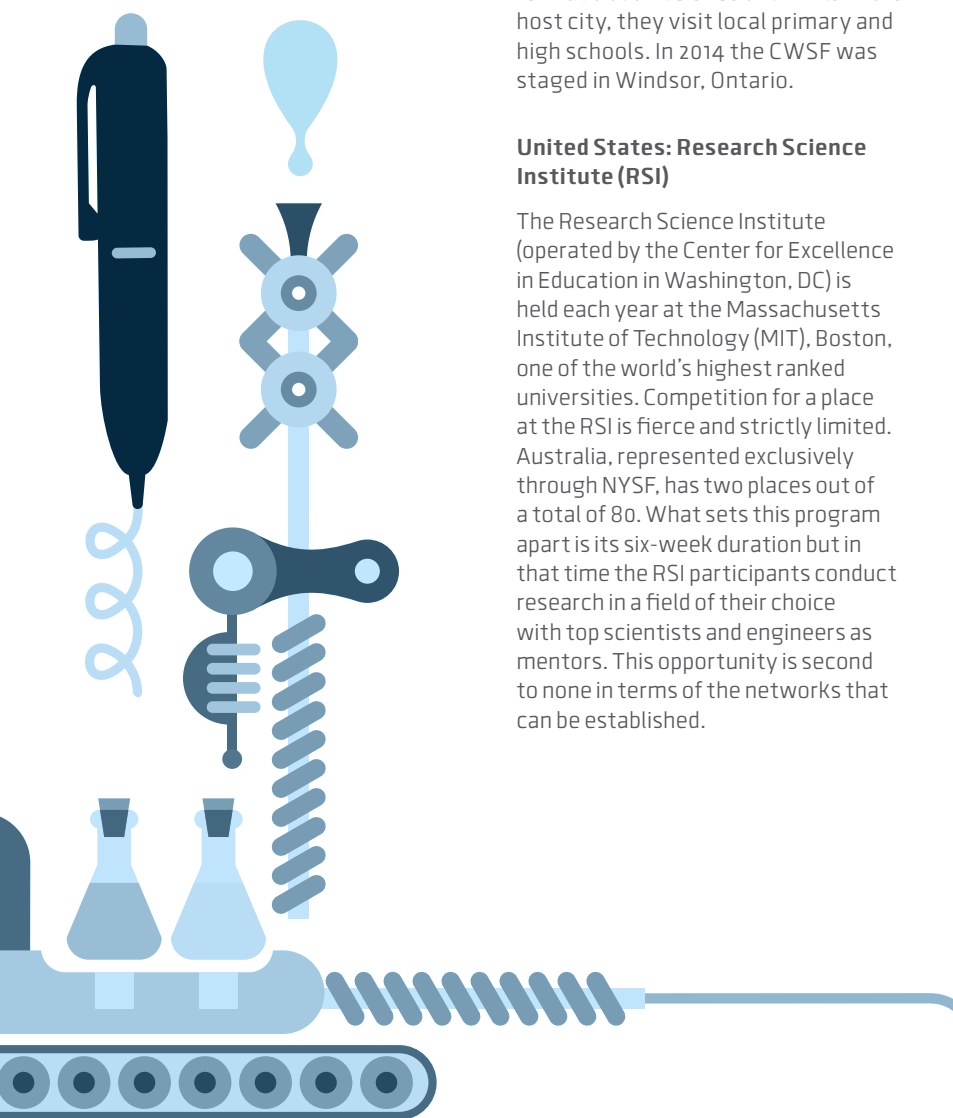 host city, they visit local primary and
high schools. In 2014 the CWSF was
staged in Windsor, Ontario.
United States: Research Science
Institute (RSI)
The Research Science Institute
(operated by the Center for Excellence
in Education in Washington, DC) is
held each year at the Massachusetts
Institute of Technology (MIT), Boston,
one of the world’s highest ranked
universities. Competition for a place
at the RSI is fierce and strictly limited.
Australia, represented exclusively
through NYSF, has two places out of
a total of 80. What sets this program
apart is its six-week duration but in
that time the RSI participants conduct
research in a field of their choice
with top scientists and engineers as
mentors. This opportunity is second
to none in terms of the networks that
can be established.